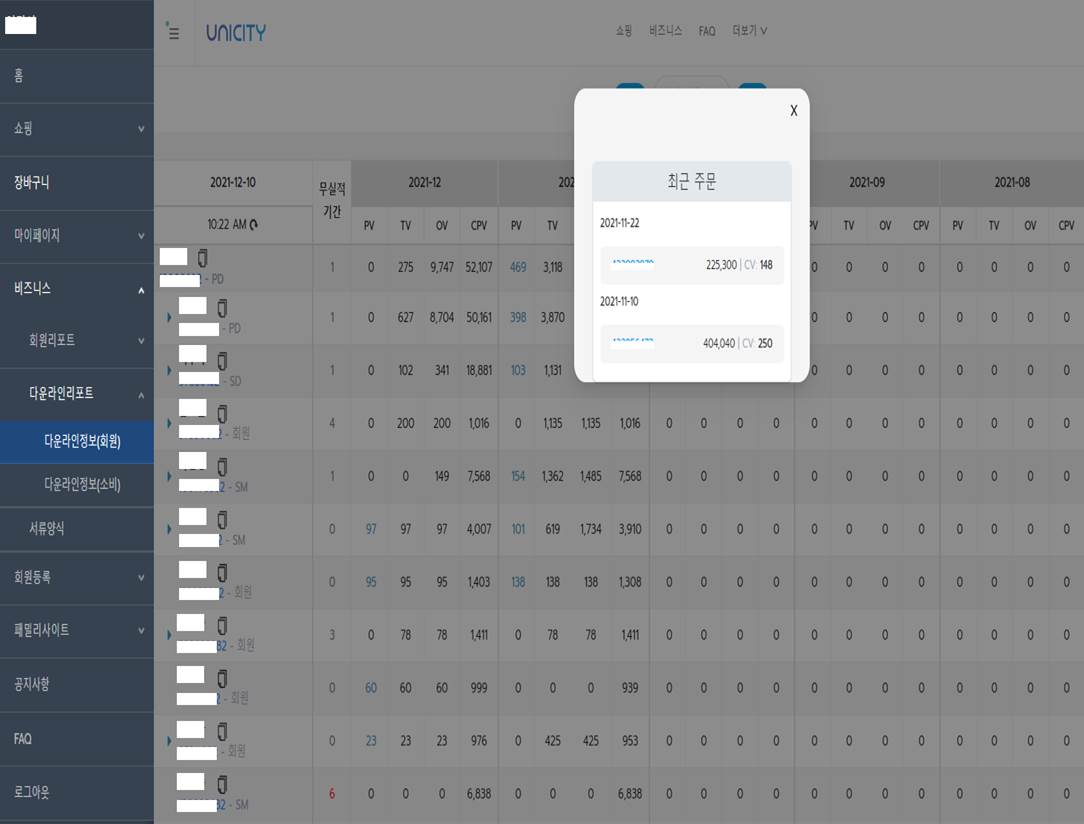 UNICITY
쇼핑 비즈니스 FAQ 더보기
홈
쇼핑
장바구니
마이페이지
비즈니스
회원리포트
다운라인리포트
다운라인정보(회원)
다운라인정보(소비)
서류양식
회원등록
패밀리사이트
공지사항
FAQ
로그아웃
X
최근 주문
2021-11-22
225,300 | CV: 148
2021-11-10
404,040 | CV: 250
2021-12-10 무실적 기간 2021-12 202 2021-09 2021-08
10:22 AM PV TV OV CPV PV TV PV TV OV CPV PV TV OV CPV
- PD 1 0 275 9,747 52,107 469 3,118 0 0 0 0 0 0 0 0
- PD 1 0 627 8,704 50,161 398 3,870 0 0 0 0 0 0 0 0
- SD 1 0 102 341 18,881 103 1,131 0 0 0 0 0 0 0 0
- 회원 4 0 200 200 1,016 0 1,135 1,135 1,016 0 0 0 0 0 0 0 0 0 0 0 0
- SM 1 0 0 149 7,568 154 1,362 1,485 7,568 0 0 0 0 0 0 0 0 0 0 0 0
- SM 0 97 97 97 4,007 101 619 1,734 3,910 0 0 0 0 0 0 0 0 0 0 0 0
- 회원 0 95 95 95 1,403 138 138 138 1,308 0 0 0 0 0 0 0 0 0 0 0 0
82 - 회원 3 0 78 78 1,411 0 78 78 1,411 0 0 0 0 0 0 0 0 0 0 0 0
- 회원 0 60 60 60 999 0 0 0 939 0 0 0 0 0 0 0 0 0 0 0 0
- 회원 0 23 23 23 976 0 425 425 953 0 0 0 0 0 0 0 0 0 0 0 0
82 - SM 6 0 0 0 6,838 0 0 0 6,838 0 0 0 0 0 0 0 0 0 0 0 0